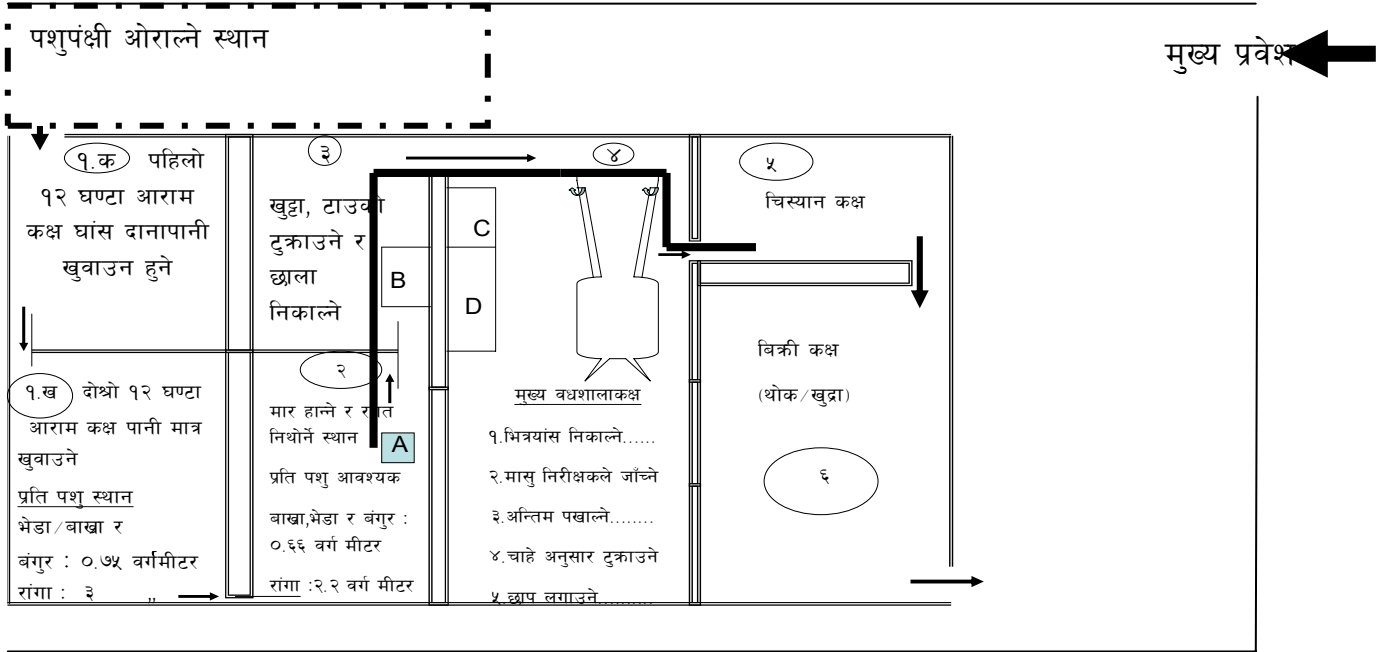 पशुपंक्षी ओराल्ने स्थान
मुख्य प्रवेश
१.क पहिलो
१२ घण्टा आराम
कक्ष घांस दानापानी
खुवाउन हुने
१.ख दोश्रो १२ घण्टा
आराम कक्ष पानी मात्र
खुवाउने
प्रति पशु स्थान
भेडा/बाख्रा र
बंगुर : ०.७५ वर्गमीटर
रांगा : ३ ,,
३
खुट्टा, टाउको
टुक्राउने र
छाला
निकाल्ने
B
C
D
२
मार हान्ने र रगत
निथोर्ने स्थान
A
प्रति पशु आवश्यक
बाख्रा,भेडा र बंगुर :
०.६६ वर्ग मीटर
रांगा :२.२ वर्ग मीटर
४
मुख्य वधशालाकक्ष
१.भित्रयांस निकाल्ने......
२.मासु निरीक्षकले जाँच्ने
३.अन्तिम पखाल्ने........
४.चाहे अनुसार टुक्राउने
५.छाप लगाउने..........
५
चिस्यान कक्ष
बिक्री कक्ष
(थोक/खुद्रा)
६